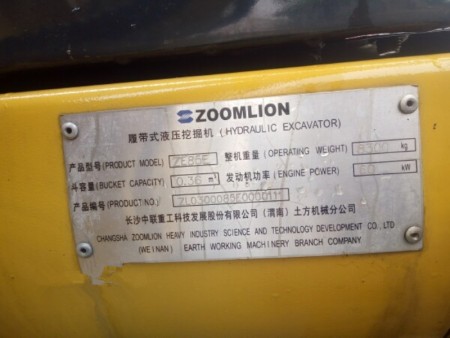 ZOOMLION
履带式液压挖掘机 (HYDRAULIC EXCAVATOR)
产品型号(PRODUCT MODEL) ZE85E 整机重量(OPERATING WEIGHT) 8300 kg
斗容量(BUCKET CAPACITY) 0.36 m³ 发动机功率(ENGINE POWER) kW
产品编号(PRODUCT NO.)
长沙中联重工科技发展股份有限公司(渭南)土方机械分公司
CHANGSHA ZOOMLION HEAVY INDUSTRY SCIENCE AND TECHNOLOGY DEVELOPMENT CO., LTD
(WEINAN) EARTH WORKING MACHINERY BRANCH COMPANY